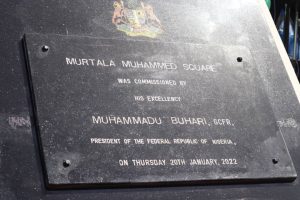 MURTALA MUHAMMED SQUARE
WAS COMMISSIONED BY
HIS EXCELLENCY
MUHAMMADU BUHARI, GCFR,
PRESIDENT OF THE FEDERAL REPUBLIC OF NIGERIA,
ON THURSDAY 20TH JANUARY, 2022